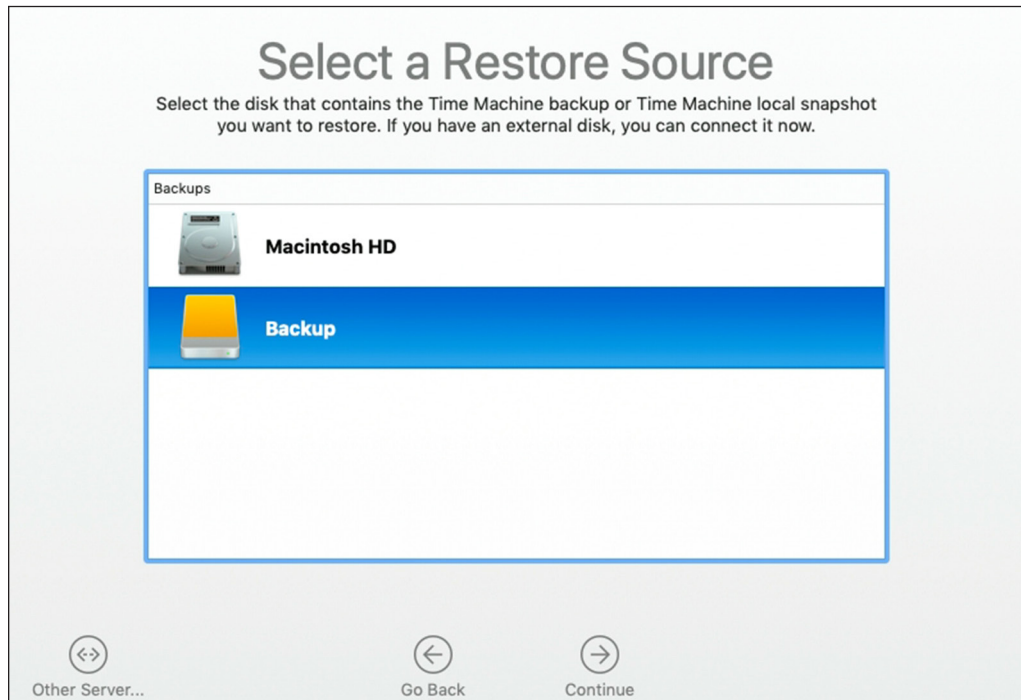 Select a Restore Source
Select the disk that contains the Time Machine backup or Time Machine local snapshot
you want to restore. If you have an external disk, you can connect it now.
Backups
Macintosh HD
Backup
Other Server...
Go Back
Continue